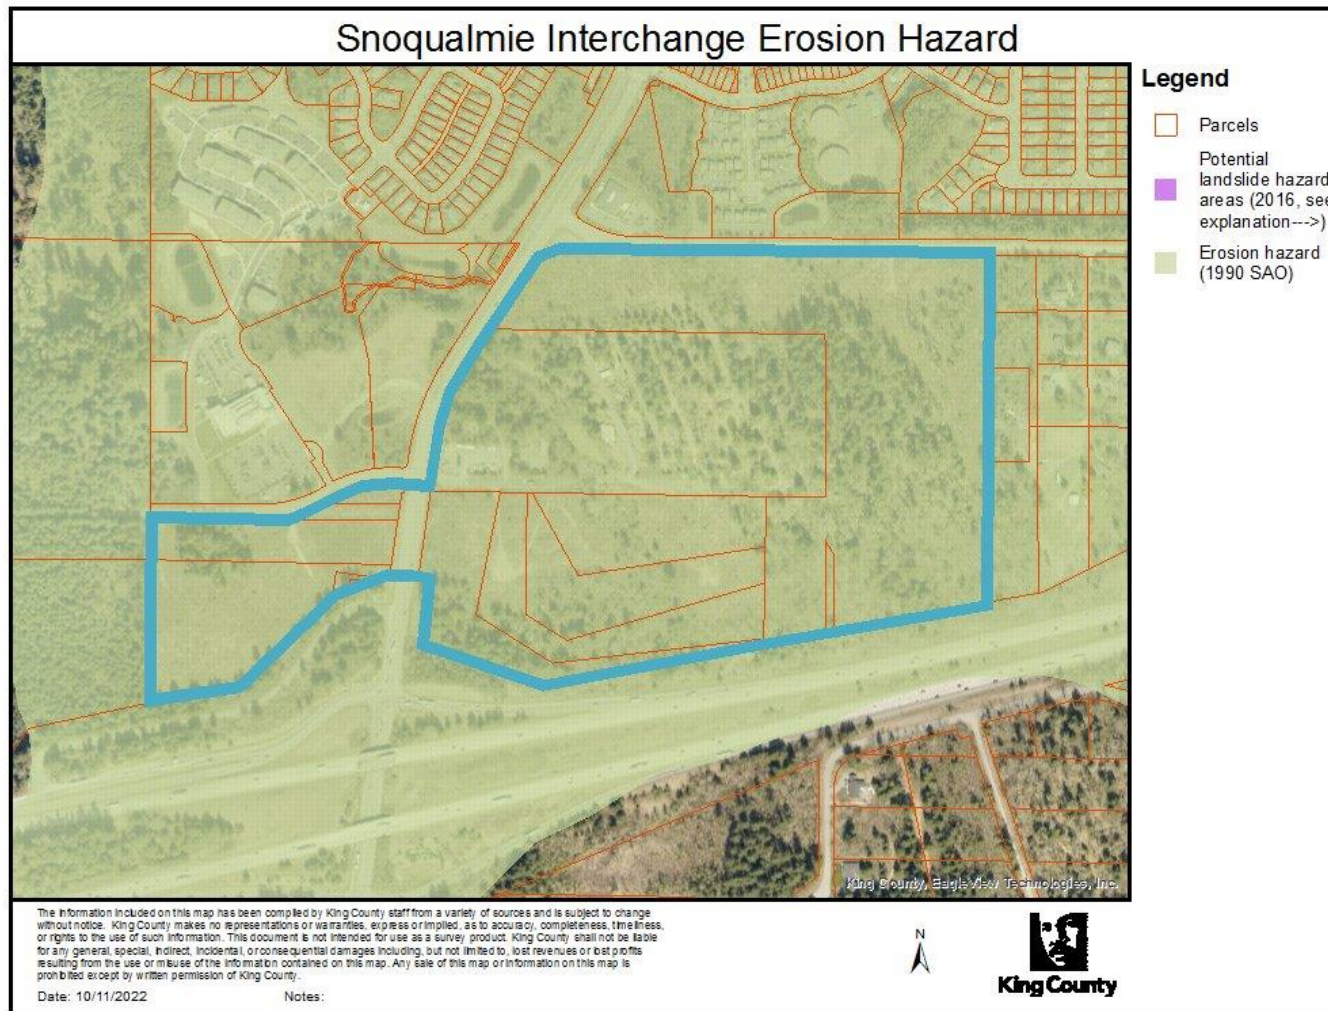 Snoqualmie Interchange Erosion Hazard
Legend
Parcels
Potential
landslide hazard
areas (2016, see
explanation--->)
Erosion hazard
(1990 SAO)
King County, EagleView Technologies, Inc.
The information included on this map has been compiled by King County staff from a variety of sources and is subject to change
without notice. King County makes no representations or warranties, express or implied, as to accuracy, completeness, timeliness,
or rights to the use of such information. This document is not intended for use as a survey product. King County shall not be liable
for any general, special, indirect, incidental, or consequential damages including, but not limited to, lost revenues or lost profits
resulting from the use or misuse of the information contained on this map. Any sale of this map or information on this map is
prohibited except by written permission of King County.
Date: 10/11/2022 Notes:
N
King County